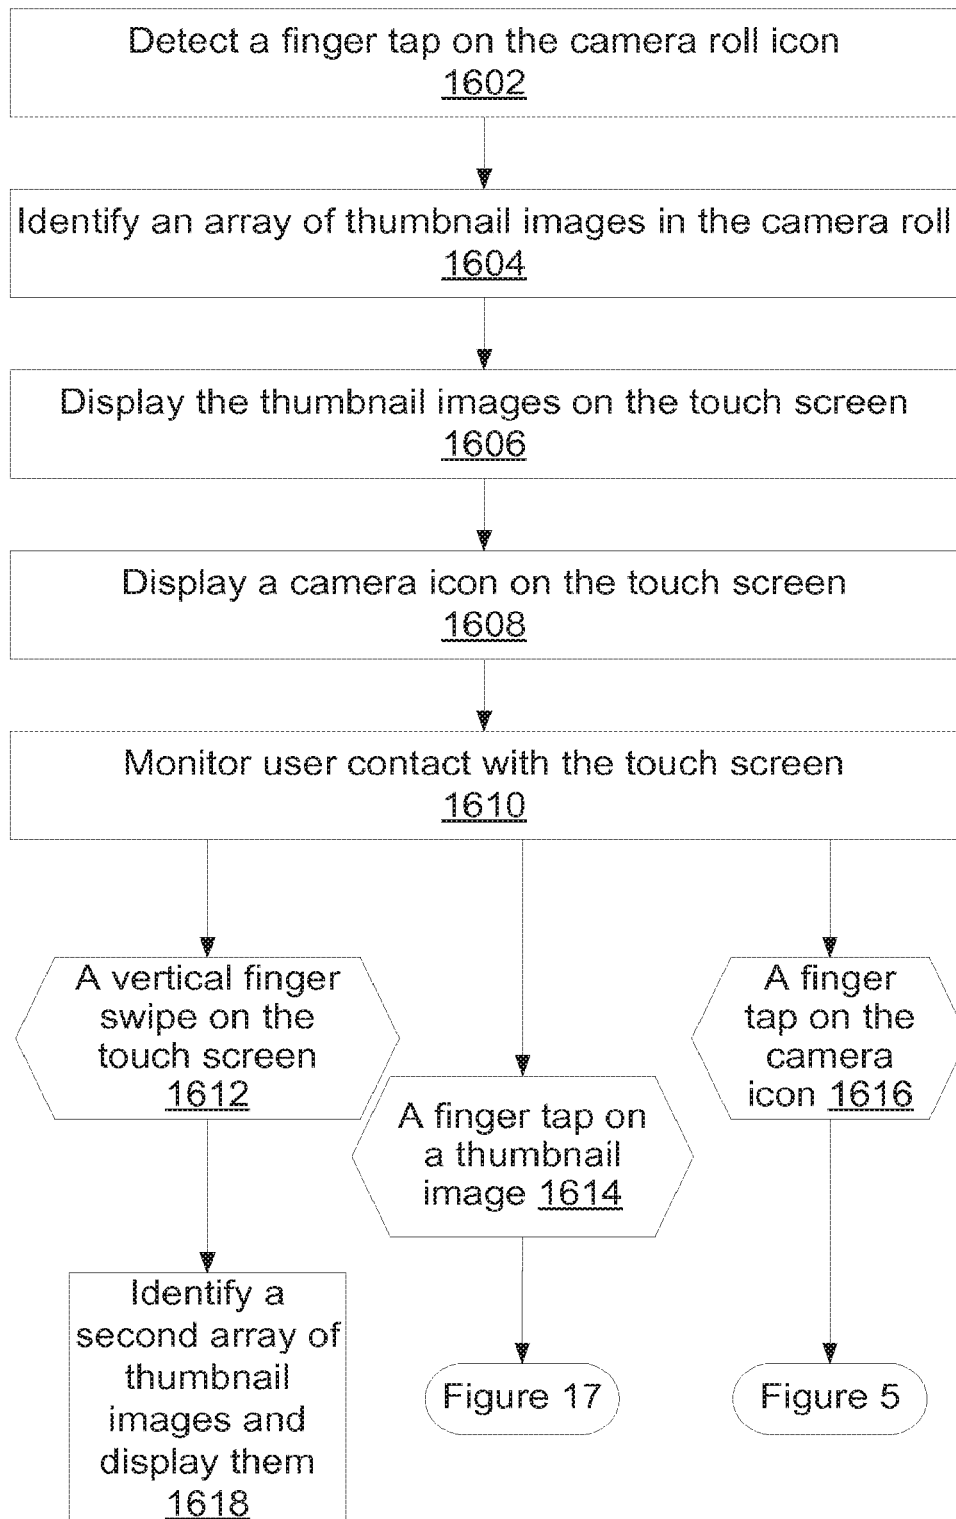 Detect a finger tap on the camera roll icon
1602
Identify an array of thumbnail images in the camera roll
1604
Display the thumbnail images on the touch screen
1606
Display a camera icon on the touch screen
1608
Monitor user contact with the touch screen
1610
A vertical finger
swipe on the
touch screen
1612
A finger tap on
a thumbnail
image 1614
A finger
tap on the
camera
icon 1616
Identify a
second array of
thumbnail
images and
display them
1618
Figure 17
Figure 5